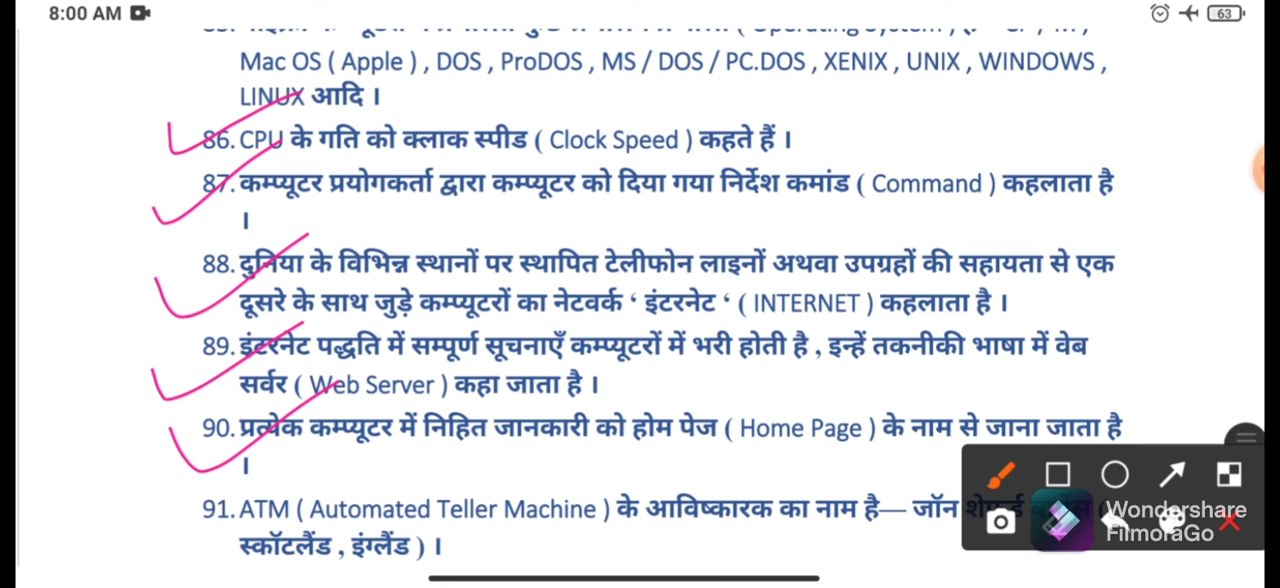 8:00 AM
63
Mac OS ( Apple ) , DOS , ProDOS , MS / DOS / PC.DOS , XENIX , UNIX , WINDOWS ,
LINUX आदि ।
86. CPU के गति को क्लाक स्पीड ( Clock Speed ) कहते हैं ।
87. कम्प्यूटर प्रयोगकर्ता द्वारा कम्प्यूटर को दिया गया निर्देश कमांड ( Command ) कहलाता है
।
88. दुनिया के विभिन्न स्थानों पर स्थापित टेलीफोन लाइनों अथवा उपग्रहों की सहायता से एक
दूसरे के साथ जुड़े कम्प्यूटरों का नेटवर्क ‘ इंटरनेट ‘ ( INTERNET ) कहलाता है ।
89. इंटरनेट पद्धति में सम्पूर्ण सूचनाएँ कम्प्यूटरों में भरी होती है , इन्हें तकनीकी भाषा में वेब
सर्वर ( Web Server ) कहा जाता है ।
90. प्रत्येक कम्प्यूटर में निहित जानकारी को होम पेज ( Home Page ) के नाम से जाना जाता है
।
91. ATM ( Automated Teller Machine ) के आविष्कारक का नाम है— जॉन
स्कॉटलैंड , इंग्लैंड ) ।
Wondershare
FilmoraGo